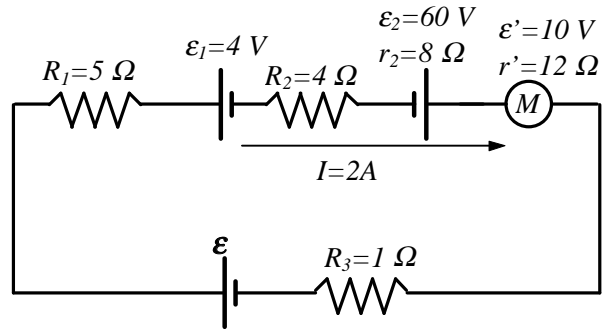 ε₂=60 V
r₂=8 Ω
ε'=10 V
r'=12 Ω
ε₁=4 V
R₁=5 Ω
R₂=4 Ω
M
I=2A
ε
R₃=1 Ω